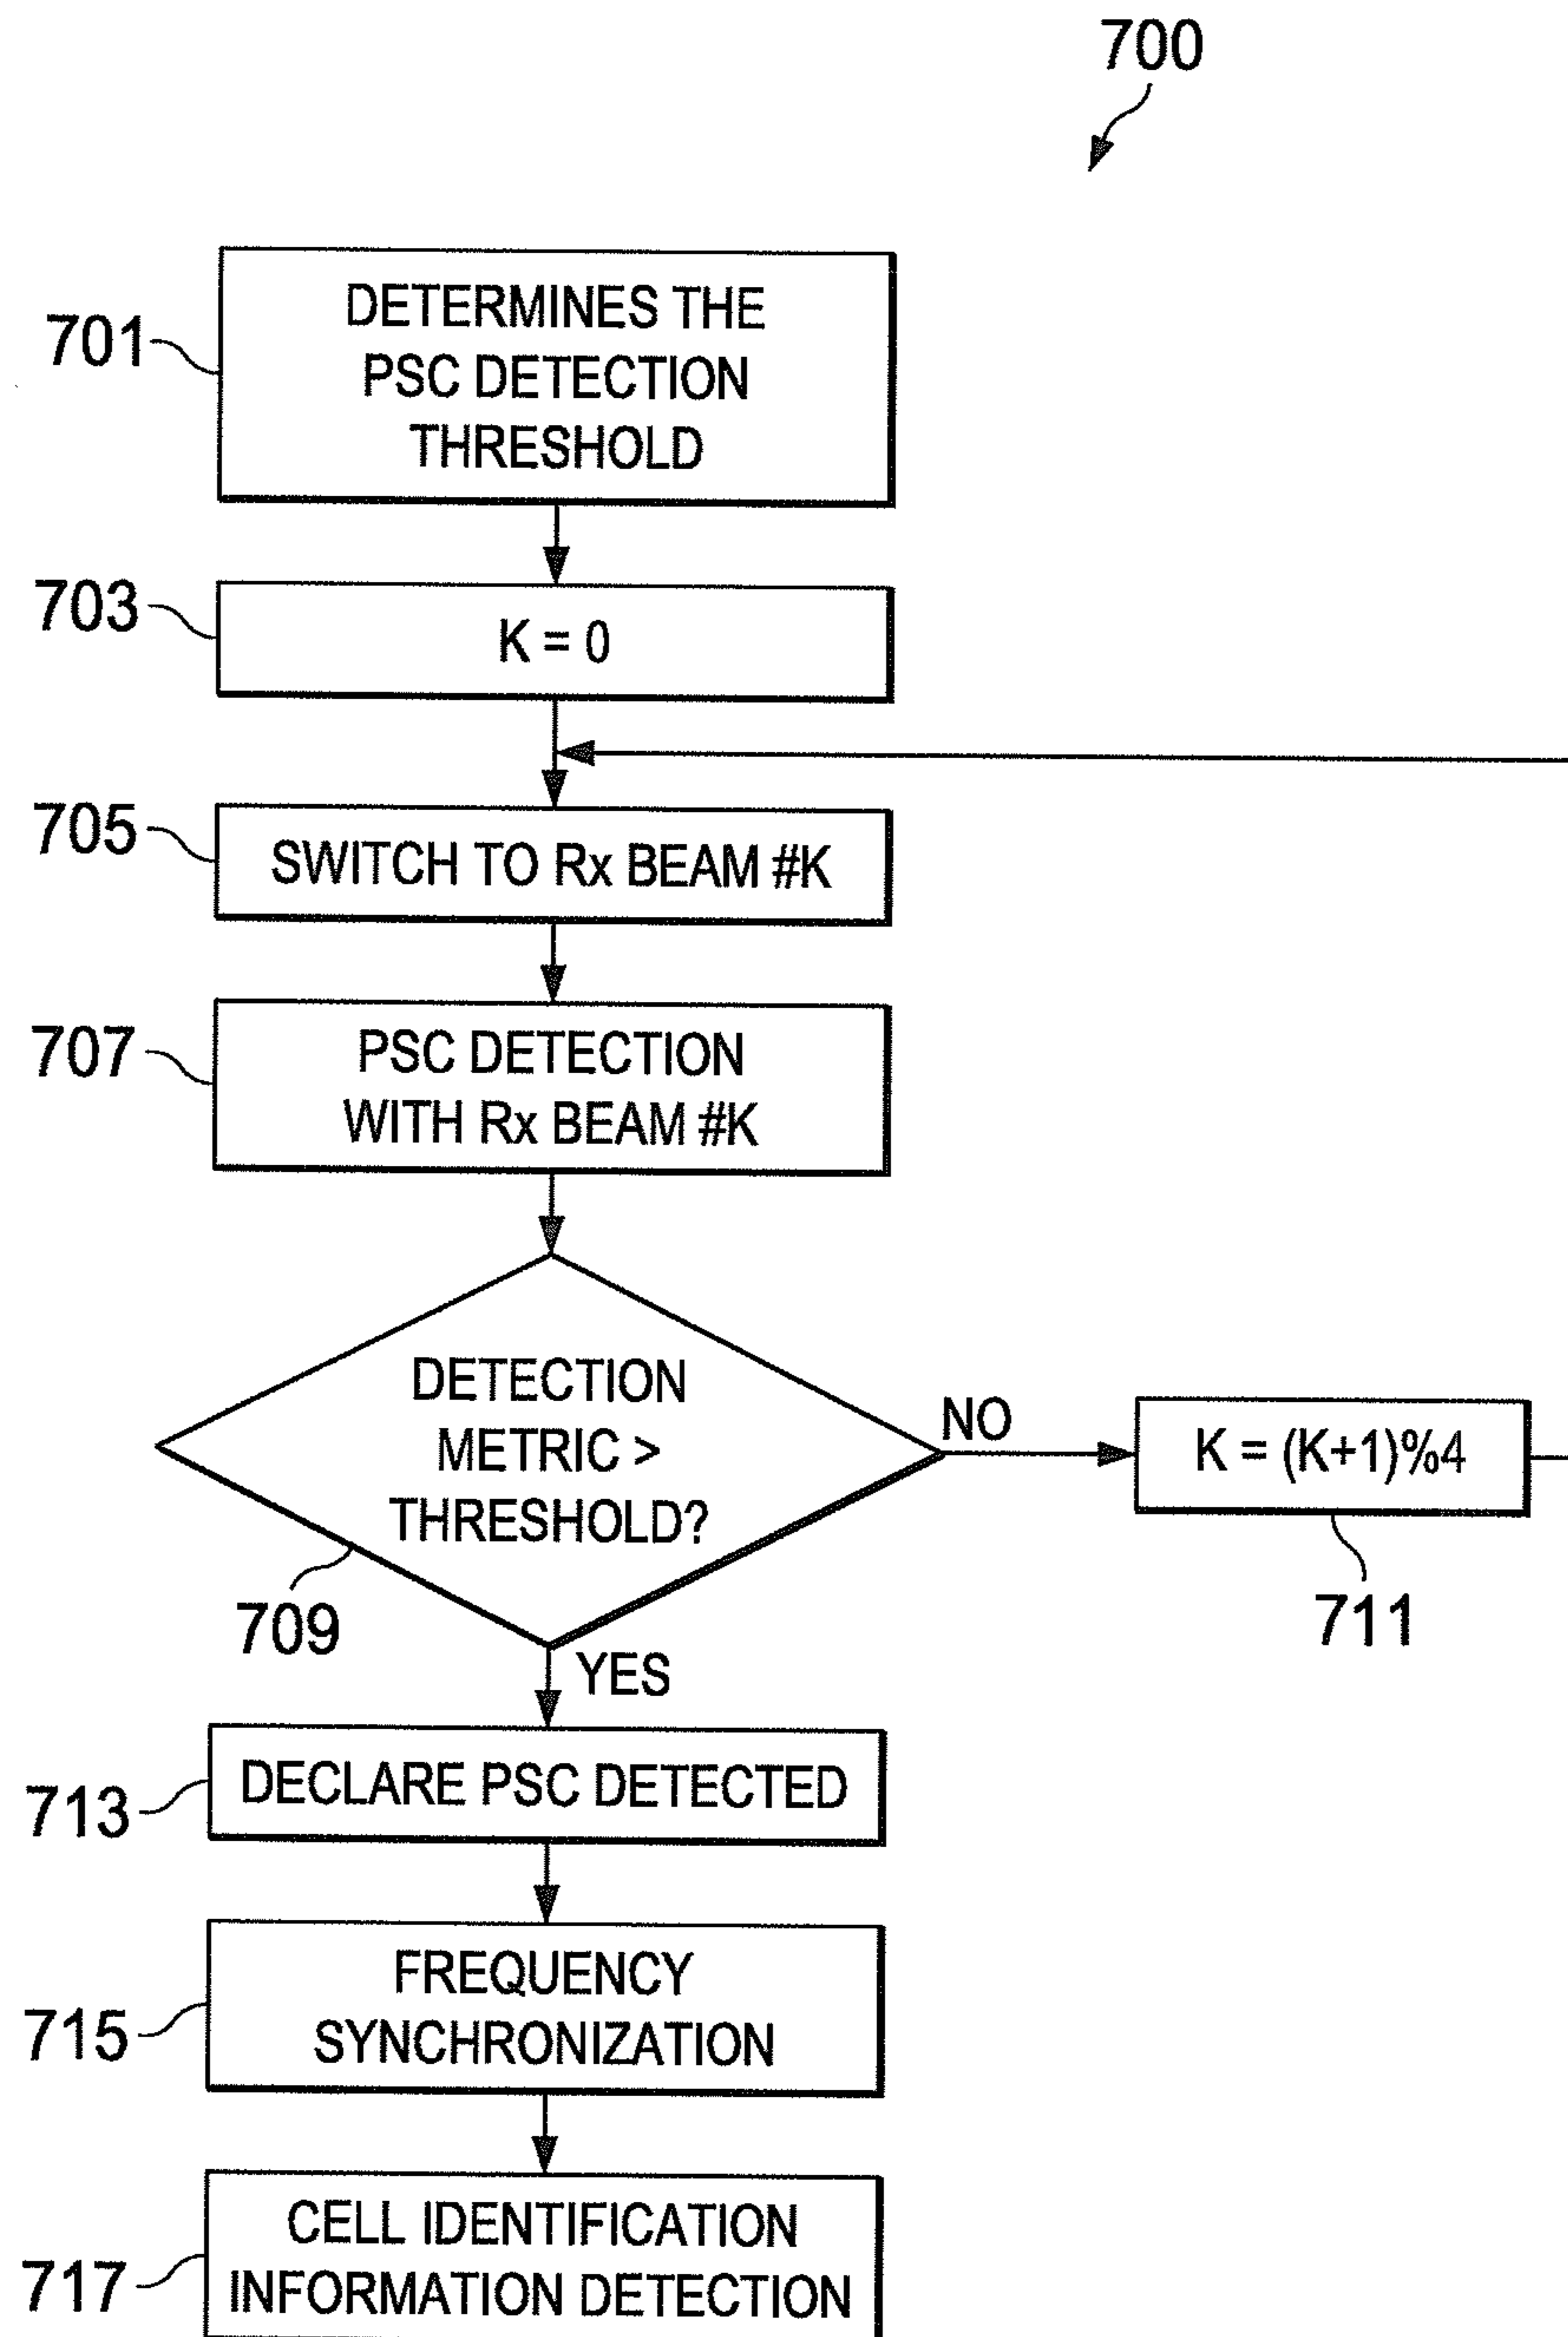 700
701
DETERMINES THE
PSC DETECTION
THRESHOLD
703
K = 0
705
SWITCH TO Rx BEAM #K
707
PSC DETECTION
WITH Rx BEAM #K
DETECTION
METRIC >
THRESHOLD?
709
NO
K = (K+1)%4
711
YES
713
DECLARE PSC DETECTED
715
FREQUENCY
SYNCHRONIZATION
717
CELL IDENTIFICATION
INFORMATION DETECTION